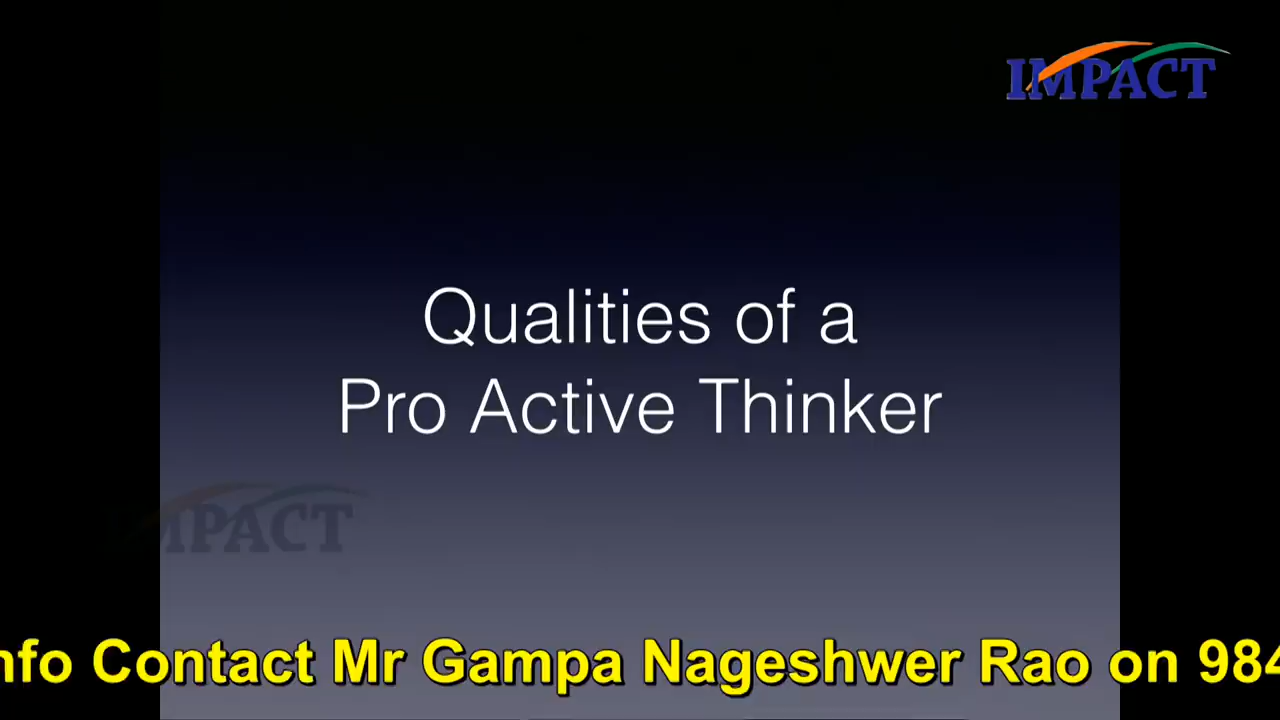 IMPACT
Qualities of a
Pro Active Thinker
IMPACT
nfo Contact Mr Gampa Nageshwer Rao on 984